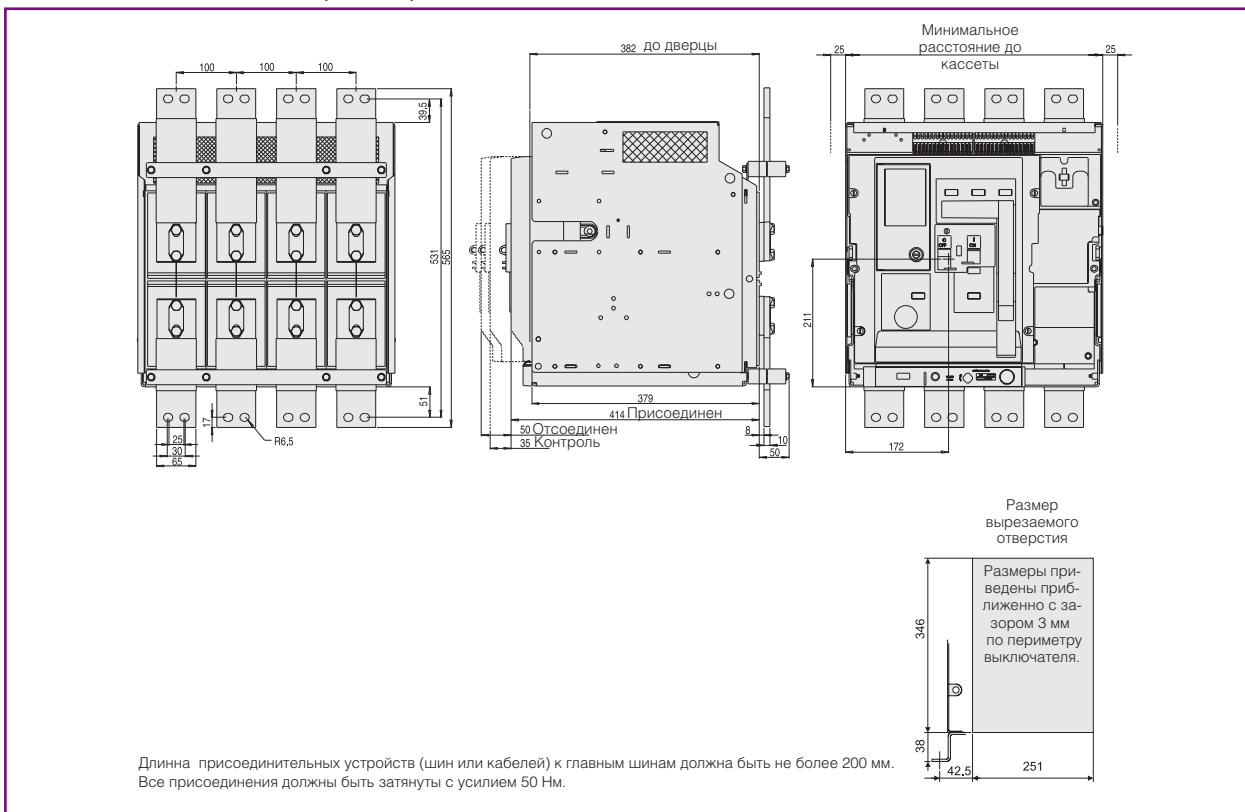 100
100
100
39.5
531
565
51
17
25
30
65
R6,5
382 до дверцы
379
414 Присоединен
50 Отсоединен
35 Контроль
8
10
50
Минимальное
расстояние до
кассеты
25
25
OFF
ON
211
172
Размер
вырезаемого
отверстия
Размеры при-
ведены приб-
лиженно с за-
зором 3 мм
по периметру
выключателя.
346
38
42.5
251
Длинна присоединительных устройств (шин или кабелей) к главным шинам должна быть не более 200 мм.
Все присоединения должны быть затянуты с усилием 50 Нм.